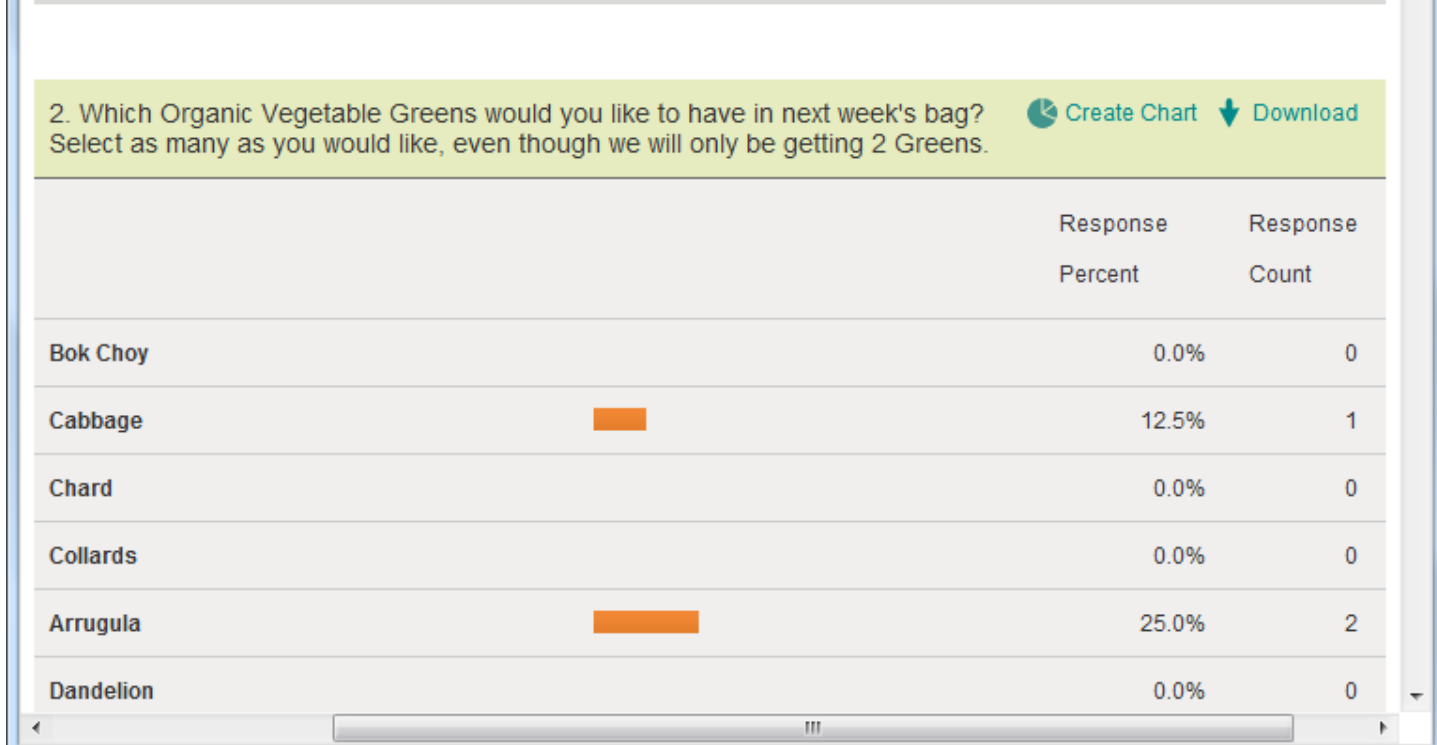 2. Which Organic Vegetable Greens would you like to have in next week's bag? Create Chart Download
Select as many as you would like, even though we will only be getting 2 Greens.
Response Response
Percent Count
Bok Choy 0.0% 0
Cabbage 12.5% 1
Chard 0.0% 0
Collards 0.0% 0
Arrugula 25.0% 2
Dandelion 0.0% 0